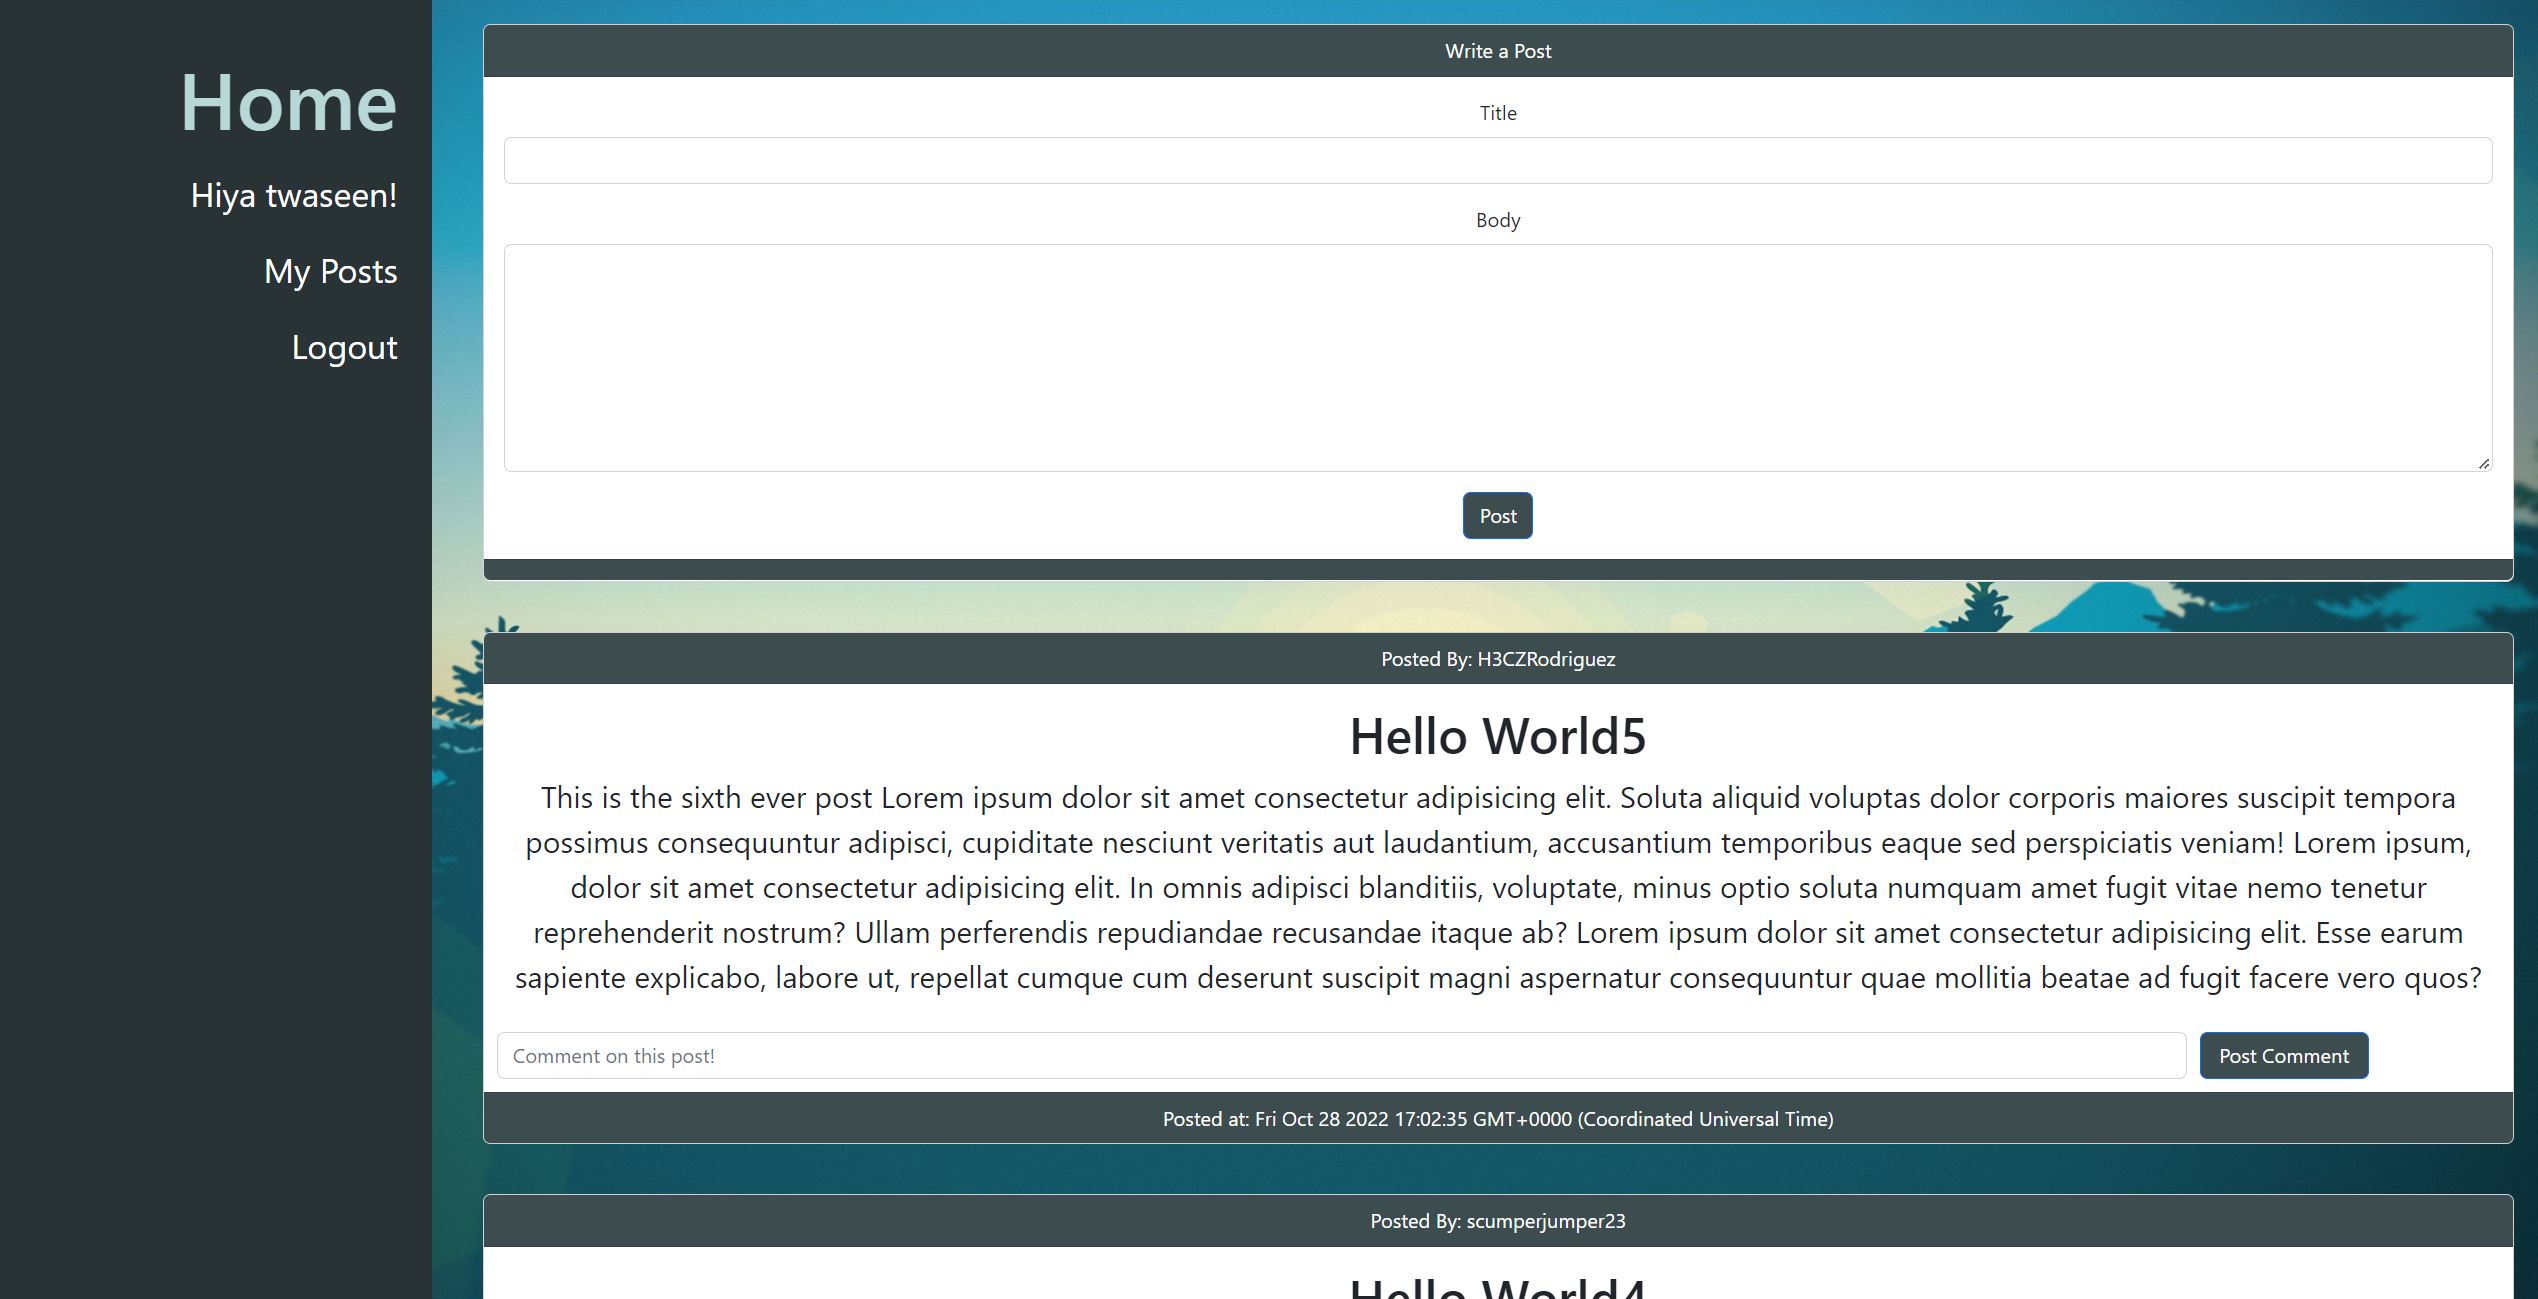 Home
Hiya twaseen!
My Posts
Logout
Write a Post
Title
Body
Post
Posted By: H3CZRodriguez
Hello World5
This is the sixth ever post Lorem ipsum dolor sit amet consectetur adipisicing elit. Soluta aliquid voluptas dolor corporis maiores suscipit tempora
possimus consequuntur adipisci, cupiditate nesciunt veritatis aut laudantium, accusantium temporibus eaque sed perspiciatis veniam! Lorem ipsum,
dolor sit amet consectetur adipisicing elit. In omnis adipisci blanditiis, voluptate, minus optio soluta numquam amet fugit vitae nemo tenetur
reprehenderit nostrum? Ullam perferendis repudiandae recusandae itaque ab? Lorem ipsum dolor sit amet consectetur adipisicing elit. Esse earum
sapiente explicabo, labore ut, repellat cumque cum deserunt suscipit magni aspernatur consequuntur quae mollitia beatae ad fugit facere vero quos?
Comment on this post!
Post Comment
Posted at: Fri Oct 28 2022 17:02:35 GMT+0000 (Coordinated Universal Time)
Posted By: scumperjumper23
Hello World4